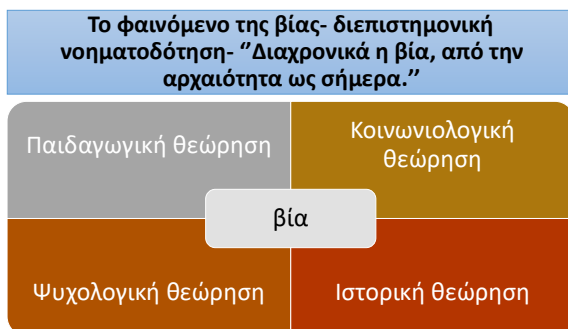 Το φαινόμενο της βίας- διεπιστημονική
νοηματοδότηση- ‘’Διαχρονικά η βία, από την
αρχαιότητα ως σήμερα.’’
Παιδαγωγική θεώρηση
Κοινωνιολογική
θεώρηση
βία
Ψυχολογική θεώρηση
Ιστορική θεώρηση